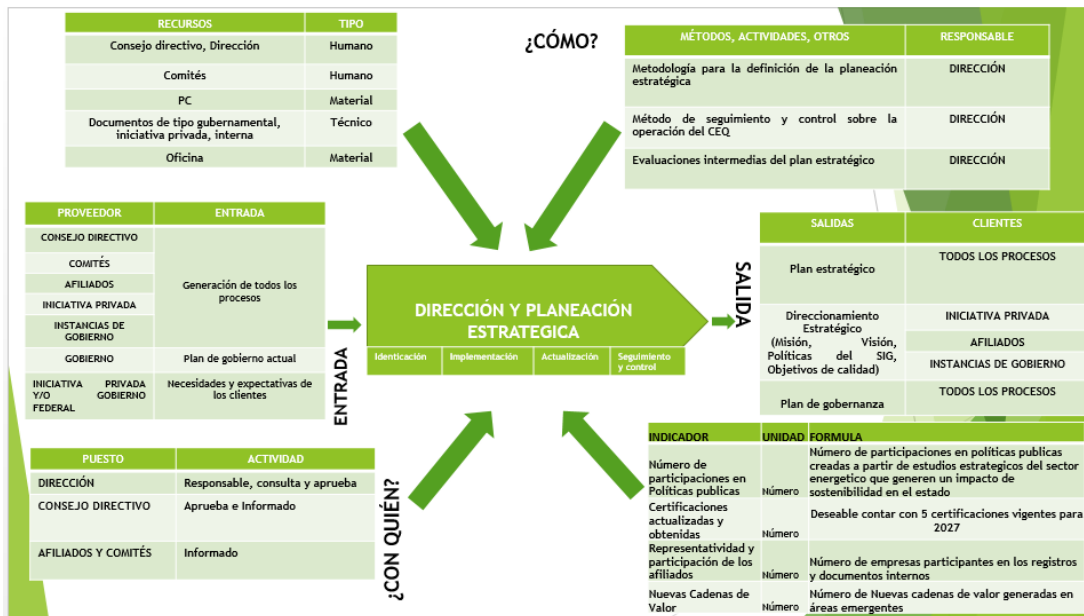 RECURSOS TIPO
Consejo directivo, Dirección Humano
Comités Humano
PC Material
Documentos de tipo gubernamental, Técnico
iniciativa privada, interna
Oficina Material
¿CÓMO?
MÉTODOS, ACTIVIDADES, OTROS RESPONSABLE
Metodología para la definición de la planeación DIRECCIÓN
estratégica
Método de seguimiento y control sobre la DIRECCIÓN
operación del CEQ
Evaluaciones intermedias del plan estratégico DIRECCIÓN
PROVEEDOR ENTRADA
CONSEJO DIRECTIVO
COMITÉS
AFILIADOS
Generación de todos los
procesos
INICIATIVA PRIVADA
INSTANCIAS DE
GOBIERNO
GOBIERNO Plan de gobierno actual
INICIATIVA PRIVADA Necesidades y expectativas de
Y/O GOBIERNO los clientes
FEDERAL
ENTRADA
DIRECCIÓN Y PLANEACIÓN
ESTRATEGICA
Identicación Implementación Actualización Seguimiento
y control
SALIDA
SALIDAS CLIENTES
Plan estratégico TODOS LOS PROCESOS
Direccionamiento INICIATIVA PRIVADA
Estratégico
(Misión, Visión, AFILIADOS
Políticas del SIG,
Objetivos de calidad) INSTANCIAS DE GOBIERNO
Plan de gobernanza TODOS LOS PROCESOS
PUESTO ACTIVIDAD
DIRECCIÓN Responsable, consulta y aprueba
CONSEJO DIRECTIVO Aprueba e Informado
AFILIADOS Y COMITÉS Informado
¿CON QUIÉN?
INDICADOR UNIDAD FORMULA
Número de
participaciones en
Políticas publicas
Número
Número de participaciones en políticas publicas
creadas a partir de estudios estrategicos del sector
energetico que generen un impacto de
sostenibilidad en el estado
Certificaciones
actualizadas y
obtenidas
Número
Deseable contar con 5 certificaciones vigentes para
2027
Representatividad y
participación de los
afiliados
Número
Número de empresas participantes en los registros
y documentos internos
Nuevas Cadenas de
Valor
Número
Número de Nuevas cadenas de valor generadas en
áreas emergentes